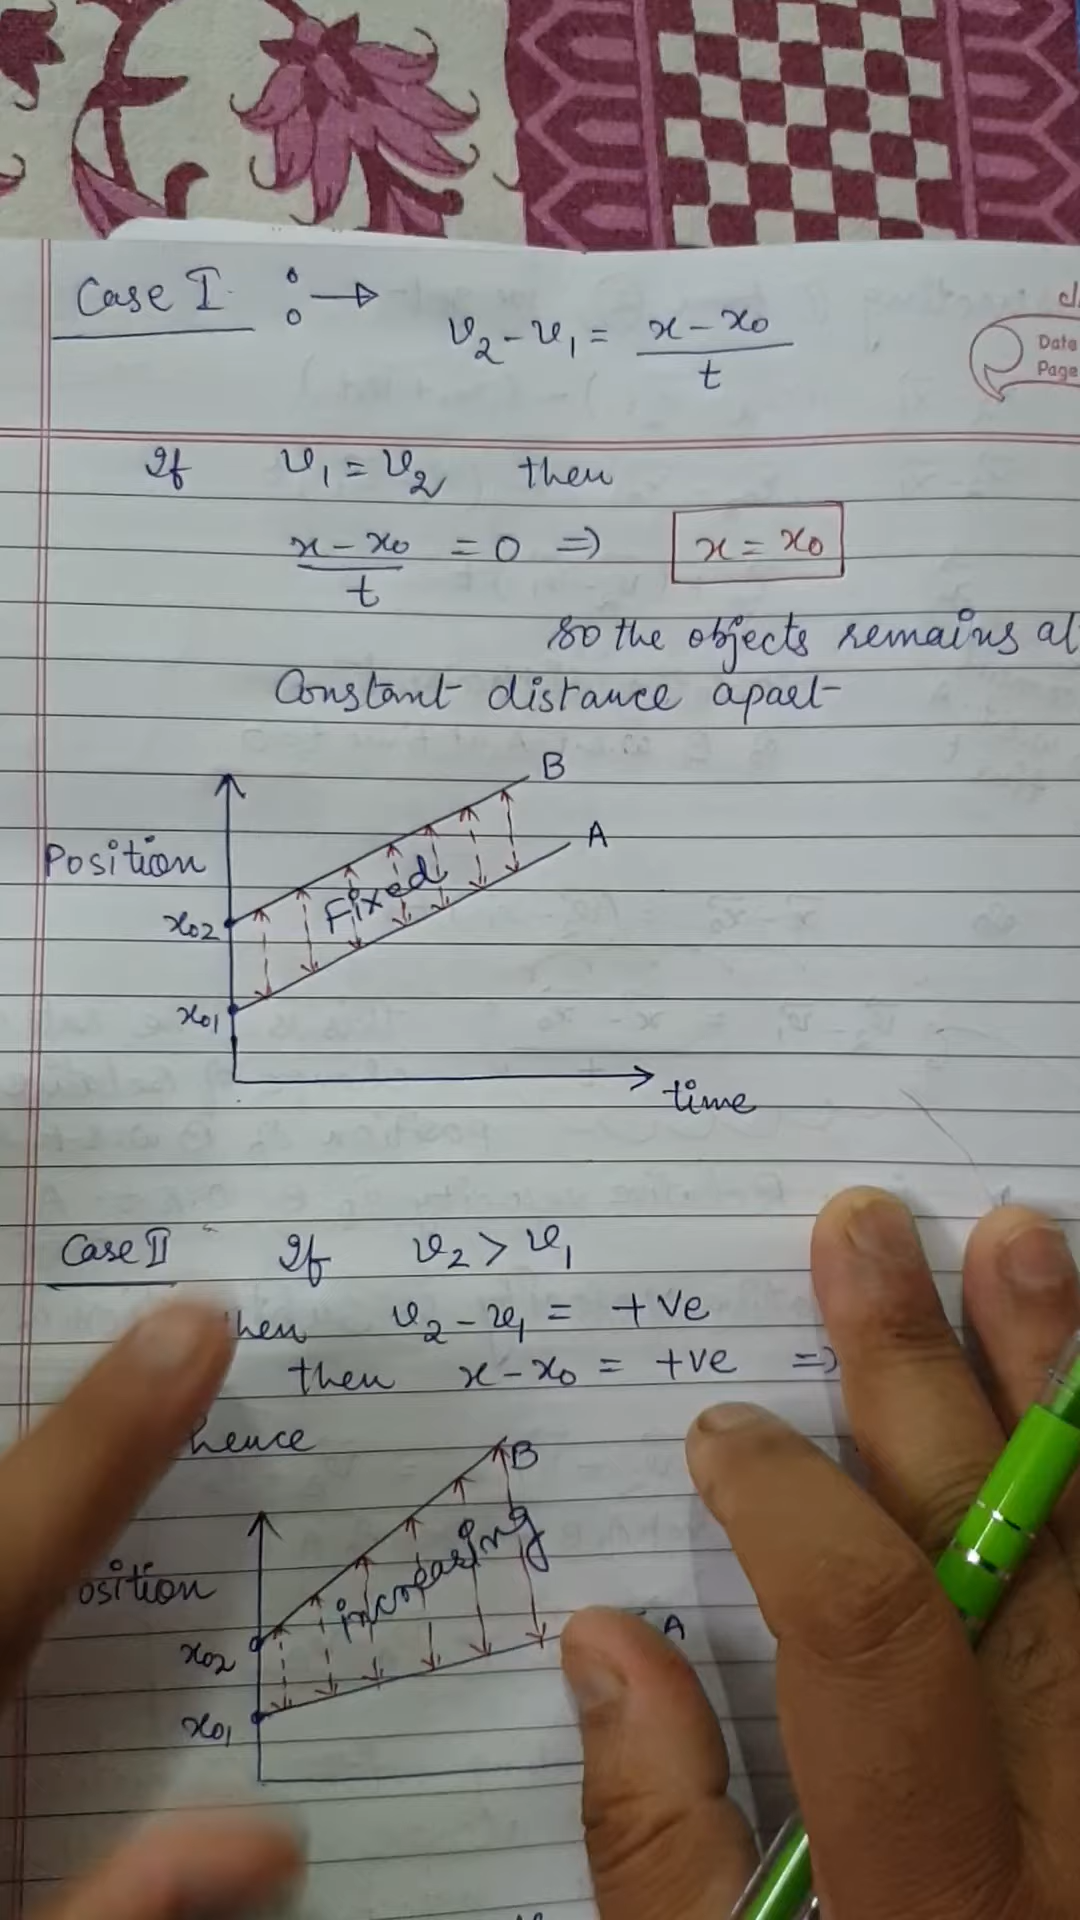 Case I :→
v₂ - v₁ = (x - x₀)/t
Date
Page
If v₁ = v₂ then
(x - x₀)/t = 0 ⇒ x = x₀
so the objects remains at
Constant distance apart
B
A
Position
Fixed
x₀₂
x₀₁
time
Case II If v₂ > v₁
then v₂ - v₁ = +ve
then x - x₀ = +ve ⇒
hence
B
increasing
osition
x₀₂
A
x₀₁